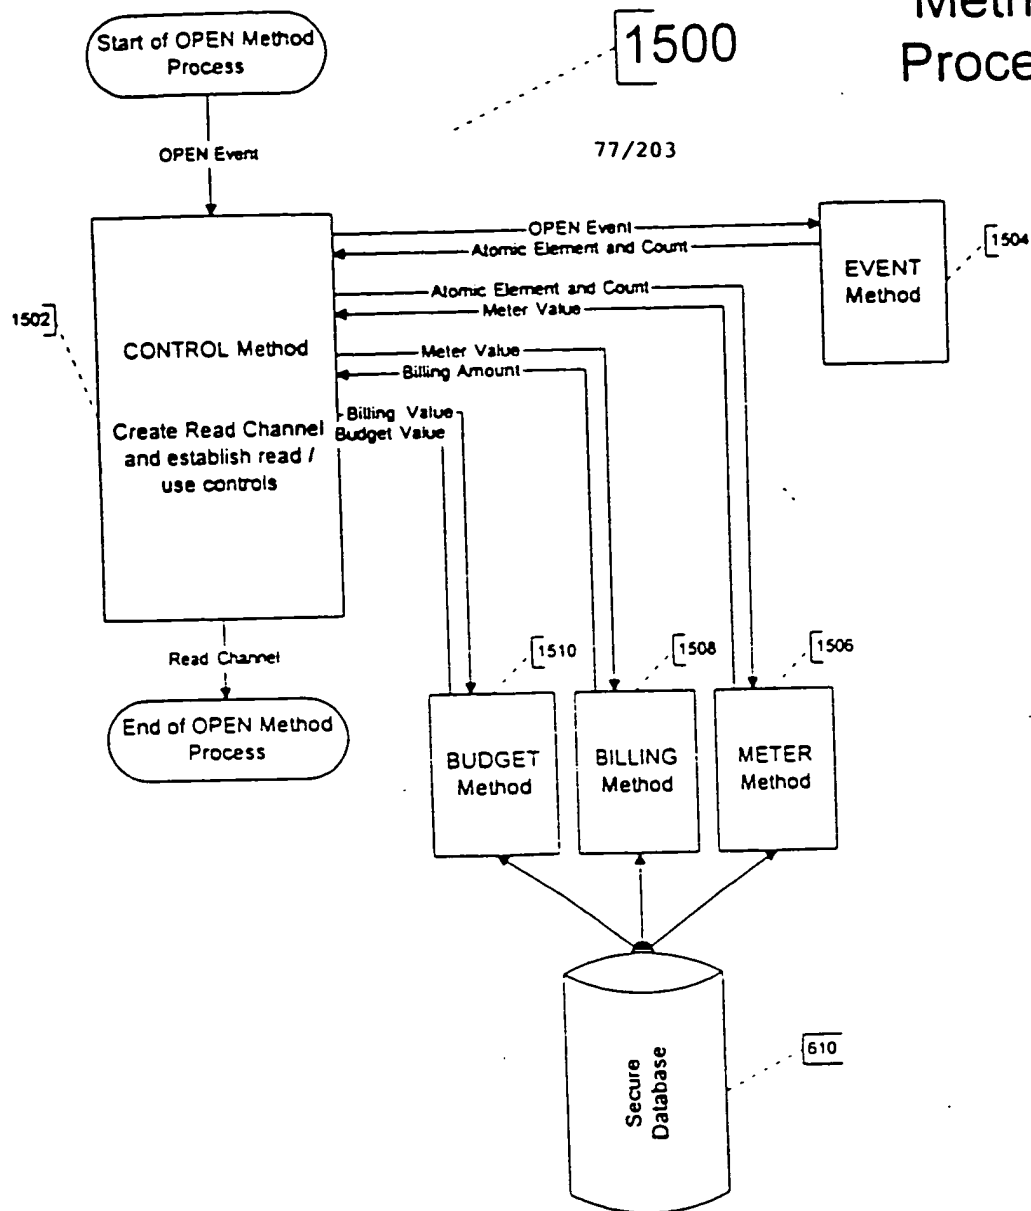 Start of OPEN Method
Process
1500
Proce
77/203
OPEN Event
OPEN Event
Atomic Element and Count
1504
EVENT
Method
Atomic Element and Count
Meter Value
1502
CONTROL Method
Meter Value
Billing Amount
Billing Value
Budget Value
Create Read Channel
and establish read /
use controls
Read Channel
1510
1508
1506
End of OPEN Method
Process
BUDGET
Method
BILLING
Method
METER
Method
Secure
Database
610